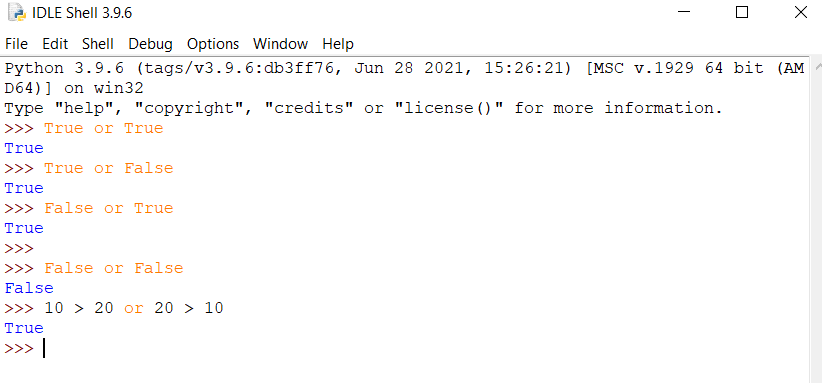 IDLE Shell 3.9.6
File Edit Shell Debug Options Window Help
Python 3.9.6 (tags/v3.9.6:db3ff76, Jun 28 2021, 15:26:21) [MSC v.1929 64 bit (AM
D64)] on win32
Type "help", "copyright", "credits" or "license()" for more information.
>>> True or True
True
>>> True or False
True
>>> False or True
True
>>>
>>> False or False
False
>>> 10 > 20 or 20 > 10
True
>>>